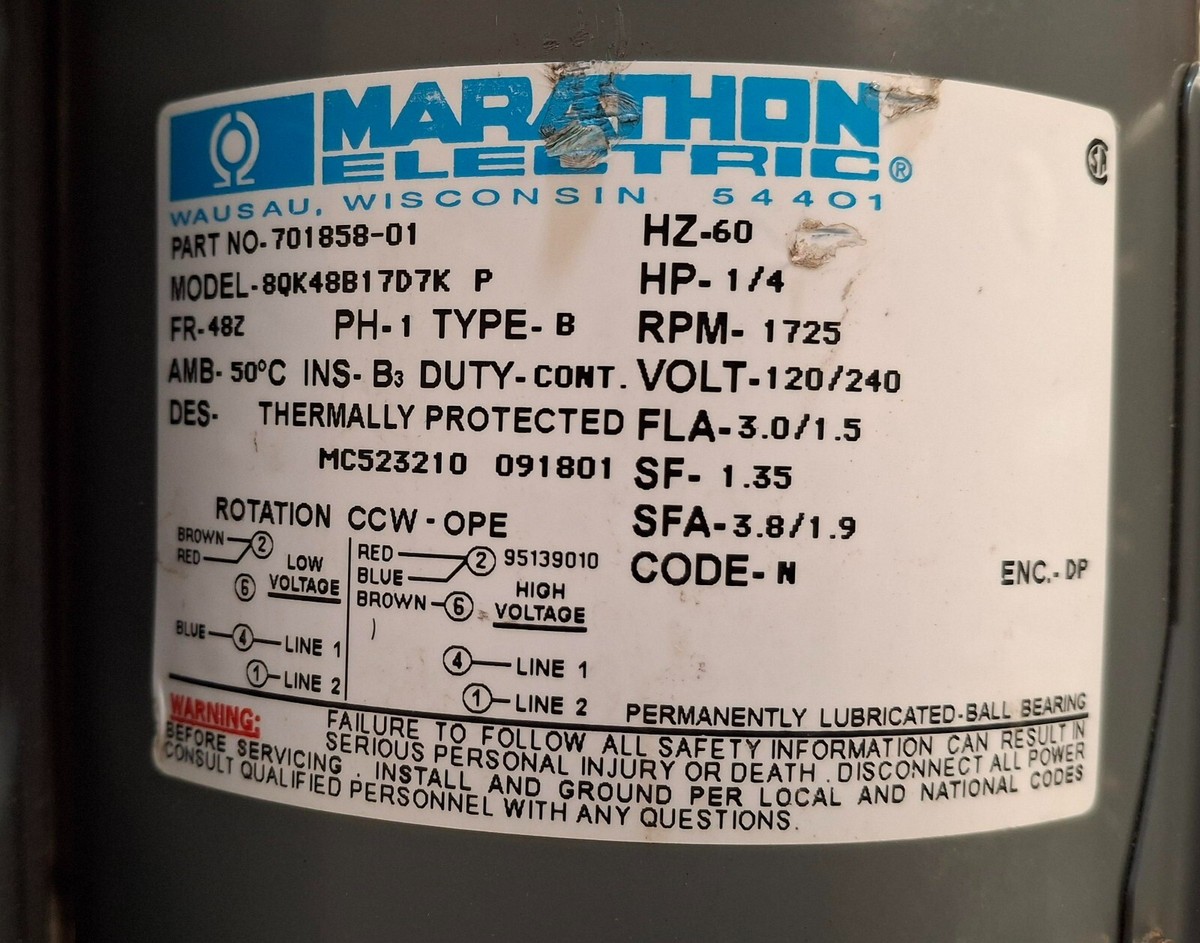 MARATHON
ELECTRIC®
WAUSAU, WISCONSIN 54401
PART NO-701858-01
MODEL-8QK48B17D7K P
FR-48Z PH-1 TYPE-B
AMB-50°C INS-B3 DUTY-CONT.
DES- THERMALLY PROTECTED
MC523210 091801
HZ-60
HP-1/4
RPM-1725
VOLT-120/240
FLA-3.0/1.5
SF-1.35
SFA-3.8/1.9
CODE-N ENC.-DP
ROTATION CCW-OPE
BROWN 2
RED
LOW
6 VOLTAGE
BLUE 4 LINE 1
1 LINE 2
RED 2 95139010
BLUE
HIGH
BROWN 6 VOLTAGE
4 LINE 1
1 LINE 2
PERMANENTLY LUBRICATED-BALL BEARING
WARNING: FAILURE TO FOLLOW ALL SAFETY INFORMATION CAN RESULT IN
SERIOUS PERSONAL INJURY OR DEATH. DISCONNECT ALL POWER
BEFORE SERVICING. INSTALL AND GROUND PER LOCAL AND NATIONAL CODES
CONSULT QUALIFIED PERSONNEL WITH ANY QUESTIONS.